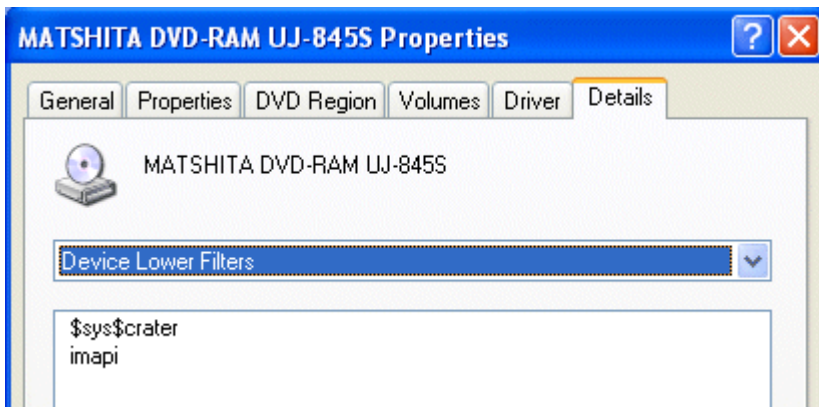 MATSHITA DVD-RAM UJ-845S Properties
General Properties DVD Region Volumes Driver Details
MATSHITA DVD-RAM UJ-845S
Device Lower Filters
$sys$crater
imapi